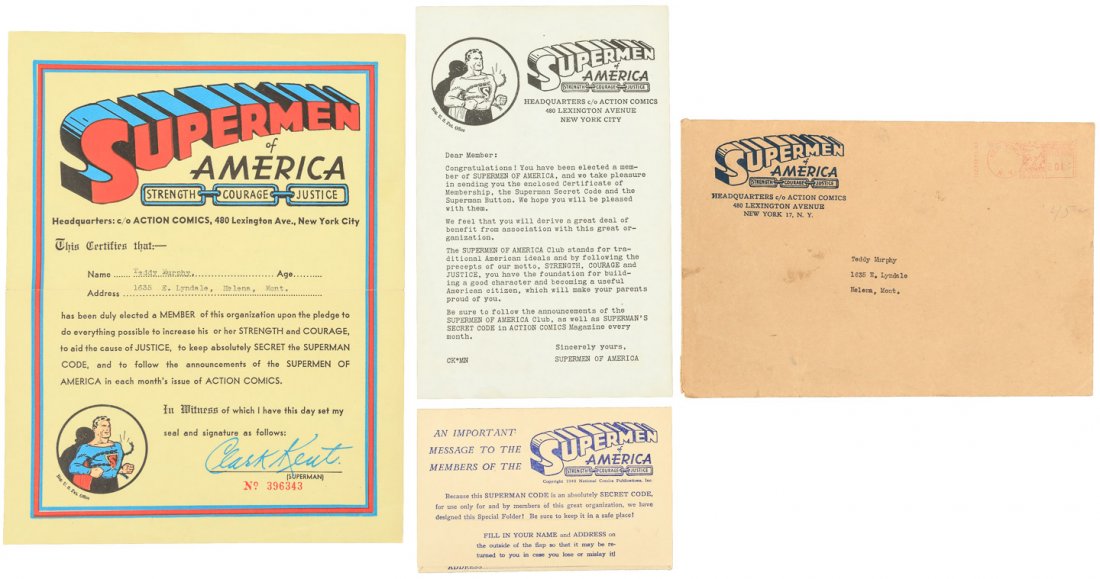 SUPERMEN
of
AMERICA
STRENGTH COURAGE JUSTICE
Headquarters: c/o ACTION COMICS, 480 Lexington Ave., New York City
This Certifies that:—
Name Teddy Murphy Age
Address 1635 E. Lyndale, Helena, Mont.
has been duly elected a MEMBER of this organization upon the pledge to
do everything possible to increase his or her STRENGTH and COURAGE,
to aid the cause of JUSTICE, to keep absolutely SECRET the SUPERMAN
CODE, and to follow the announcements of the SUPERMEN
OF AMERICA in each month's issue of ACTION COMICS.
In Witness of which I have this day set my
seal and signature as follows:
Clark Kent.
(SUPERMAN)
Nº 396343
Reg. U. S. Pat. Office
SUPERMEN
of
AMERICA
STRENGTH COURAGE JUSTICE
HEADQUARTERS c/o ACTION COMICS
480 LEXINGTON AVENUE
NEW YORK CITY
Reg. U. S. Pat. Office
Dear Member:
Congratulations! You have been elected a mem-
ber of SUPERMEN OF AMERICA, and we take pleasure
in sending you the enclosed Certificate of
Membership, the Superman Secret Code and the
Superman Button. We hope you will be pleased
with them.
We feel that you will derive a great deal of
benefit from association with this great or-
ganization.
The SUPERMEN OF AMERICA Club stands for tra-
ditional American ideals and by following the
precepts of our motto, STRENGTH, COURAGE and
JUSTICE, you have the foundation for build-
ing a good character and becoming a useful
American citizen, which will make your parents
proud of you.
Be sure to follow the announcements of the
SUPERMEN OF AMERICA Club, as well as SUPERMAN'S
SECRET CODE in ACTION COMICS Magazine every
month.
Sincerely yours,
CK*MN SUPERMEN OF AMERICA
AN IMPORTANT
MESSAGE TO THE
MEMBERS OF THE
SUPERMEN
of
AMERICA
STRENGTH COURAGE JUSTICE
Copyright 1948 National Comics Publications, Inc.
Because this SUPERMAN CODE is an absolutely SECRET CODE,
for use only for and by members of this great organization, we have
designed this Special Folder! Be sure to keep it in a safe place!
FILL IN YOUR NAME and ADDRESS on
the outside of the flap so that it may be re-
turned to you in case you lose or mislay it!
ADDRESS
SUPERMEN
of
AMERICA
STRENGTH COURAGE JUSTICE
HEADQUARTERS c/o ACTION COMICS
480 LEXINGTON AVENUE
NEW YORK 17, N. Y.
Teddy Murphy
1635 E. Lyndale
Helena, Mont.